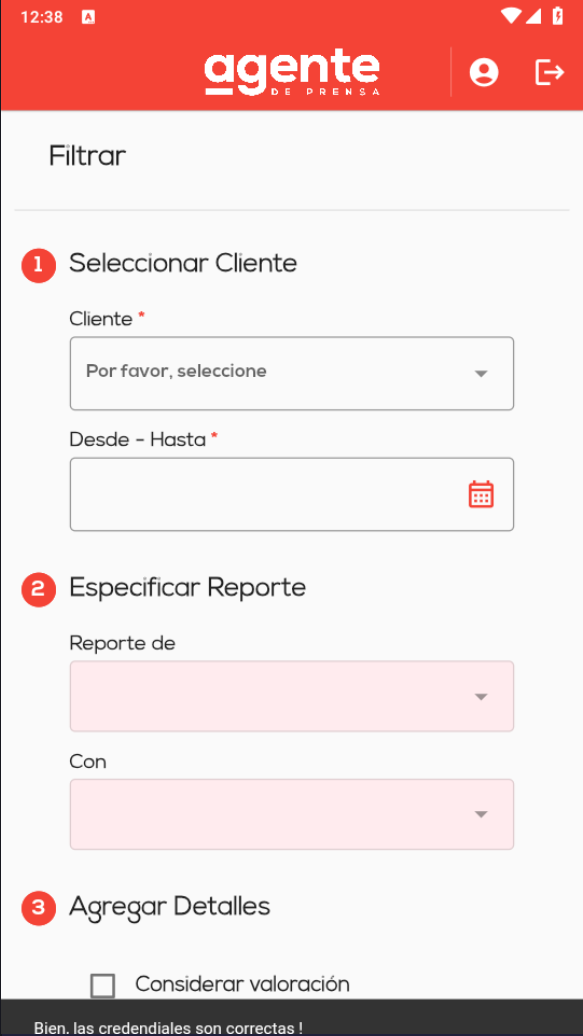 12:38
agente
DE PRENSA
Filtrar
1 Seleccionar Cliente
Cliente *
Por favor, seleccione
Desde - Hasta *
2 Especificar Reporte
Reporte de
Con
3 Agregar Detalles
Considerar valoración
Bien, las credendiales son correctas !